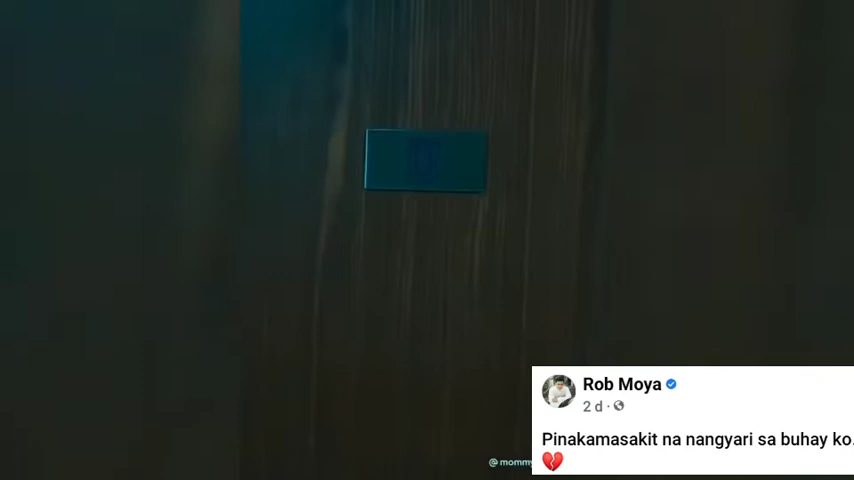 Rob Moya
2 d ·
Pinakamasakit na nangyari sa buhay ko.
💔
@mommy